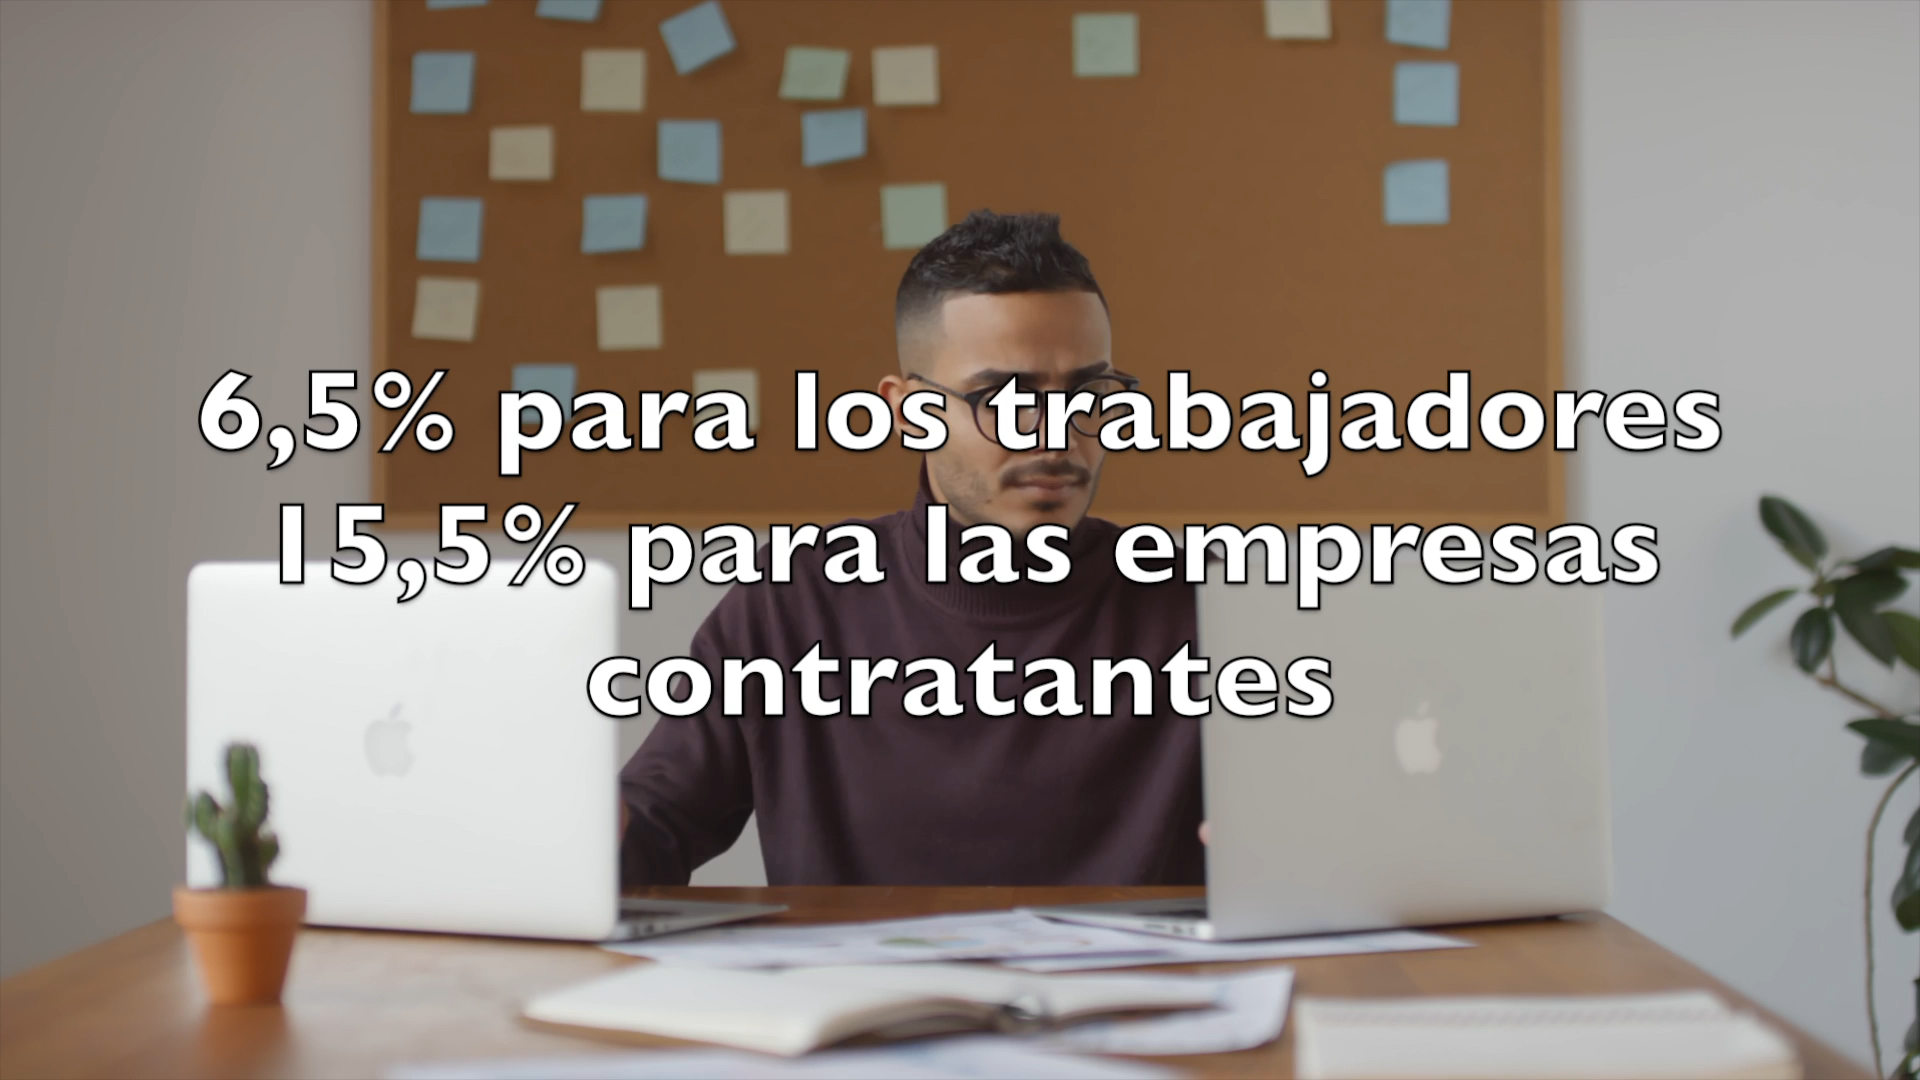 6,5% para los trabajadores
15,5% para las empresas
contratantes